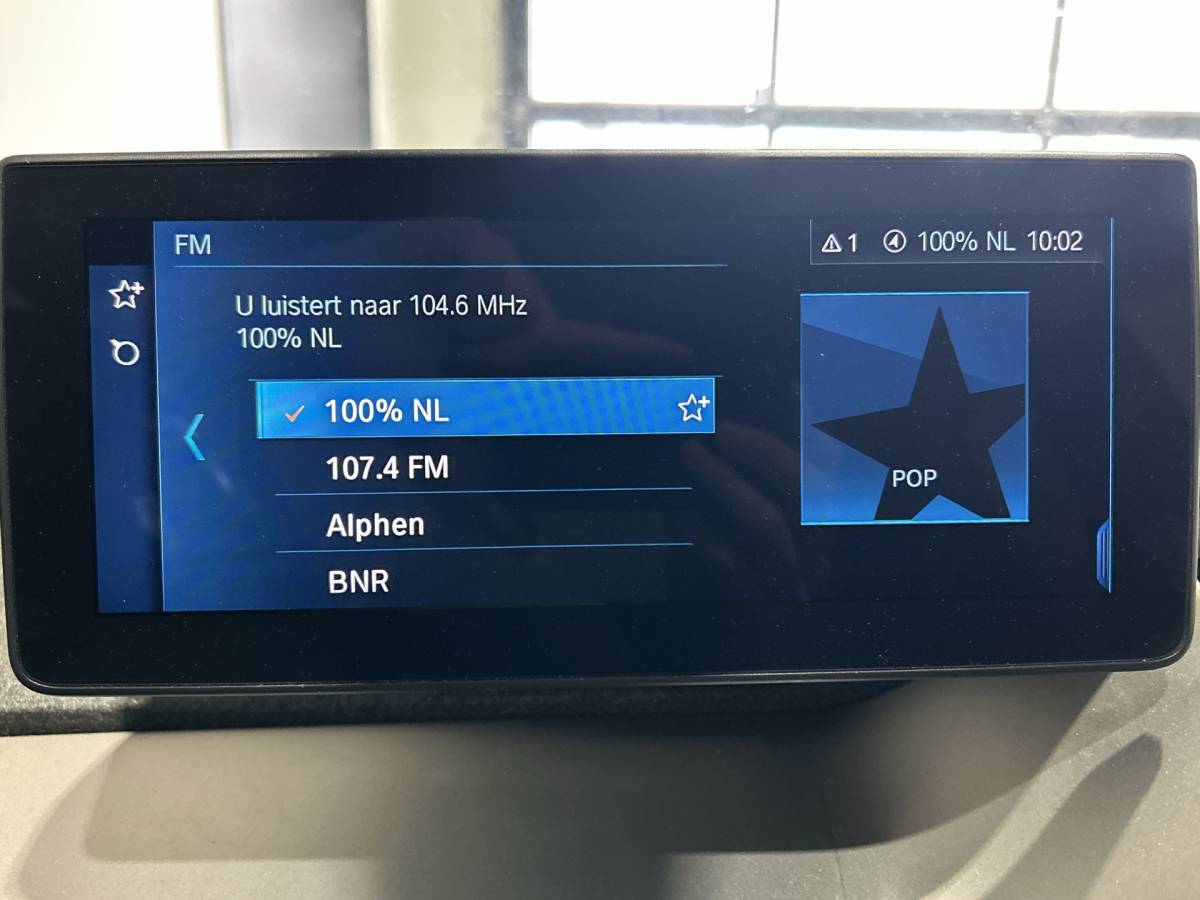 FM
1 100% NL 10:02
U luistert naar 104.6 MHz
100% NL
100% NL
107.4 FM
Alphen
BNR
POP